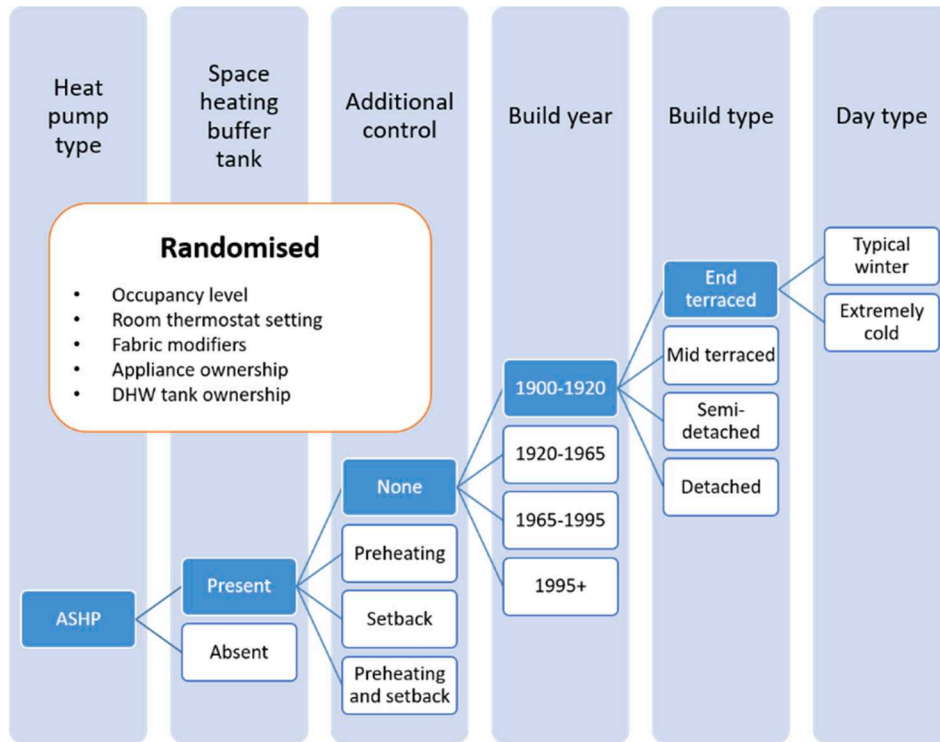 Heat
pump
type
Space
heating
buffer
tank
Additional
control
Build year
Build type
Day type
Randomised
• Occupancy level
• Room thermostat setting
• Fabric modifiers
• Appliance ownership
• DHW tank ownership
ASHP
Present
Absent
None
Preheating
Setback
Preheating
and setback
1900-1920
1920-1965
1965-1995
1995+
End
terraced
Mid terraced
Semi-
detached
Detached
Typical
winter
Extremely
cold